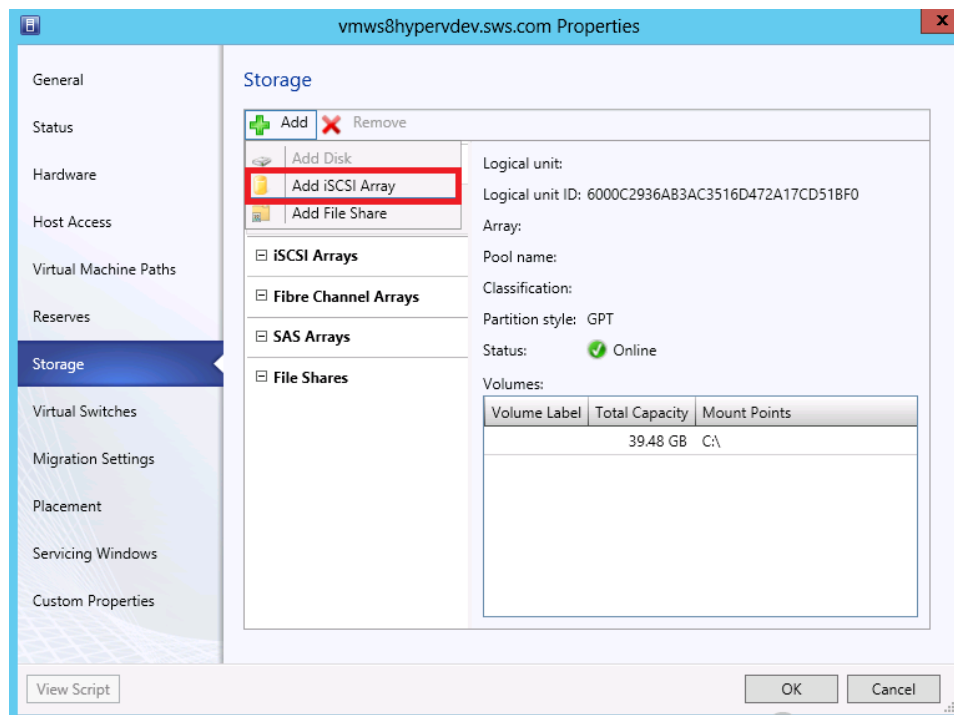 vmws8hypervdev.sws.com Properties
x
General
Status
Hardware
Host Access
Virtual Machine Paths
Reserves
Storage
Virtual Switches
Migration Settings
Placement
Servicing Windows
Custom Properties
Storage
Add Remove
Add Disk
Add iSCSI Array
Add File Share
iSCSI Arrays
Fibre Channel Arrays
SAS Arrays
File Shares
Logical unit:
Logical unit ID: 6000C2936AB3AC3516D472A17CD51BF0
Array:
Pool name:
Classification:
Partition style: GPT
Status: Online
Volumes:
Volume Label Total Capacity Mount Points
39.48 GB C:\
View Script
OK Cancel